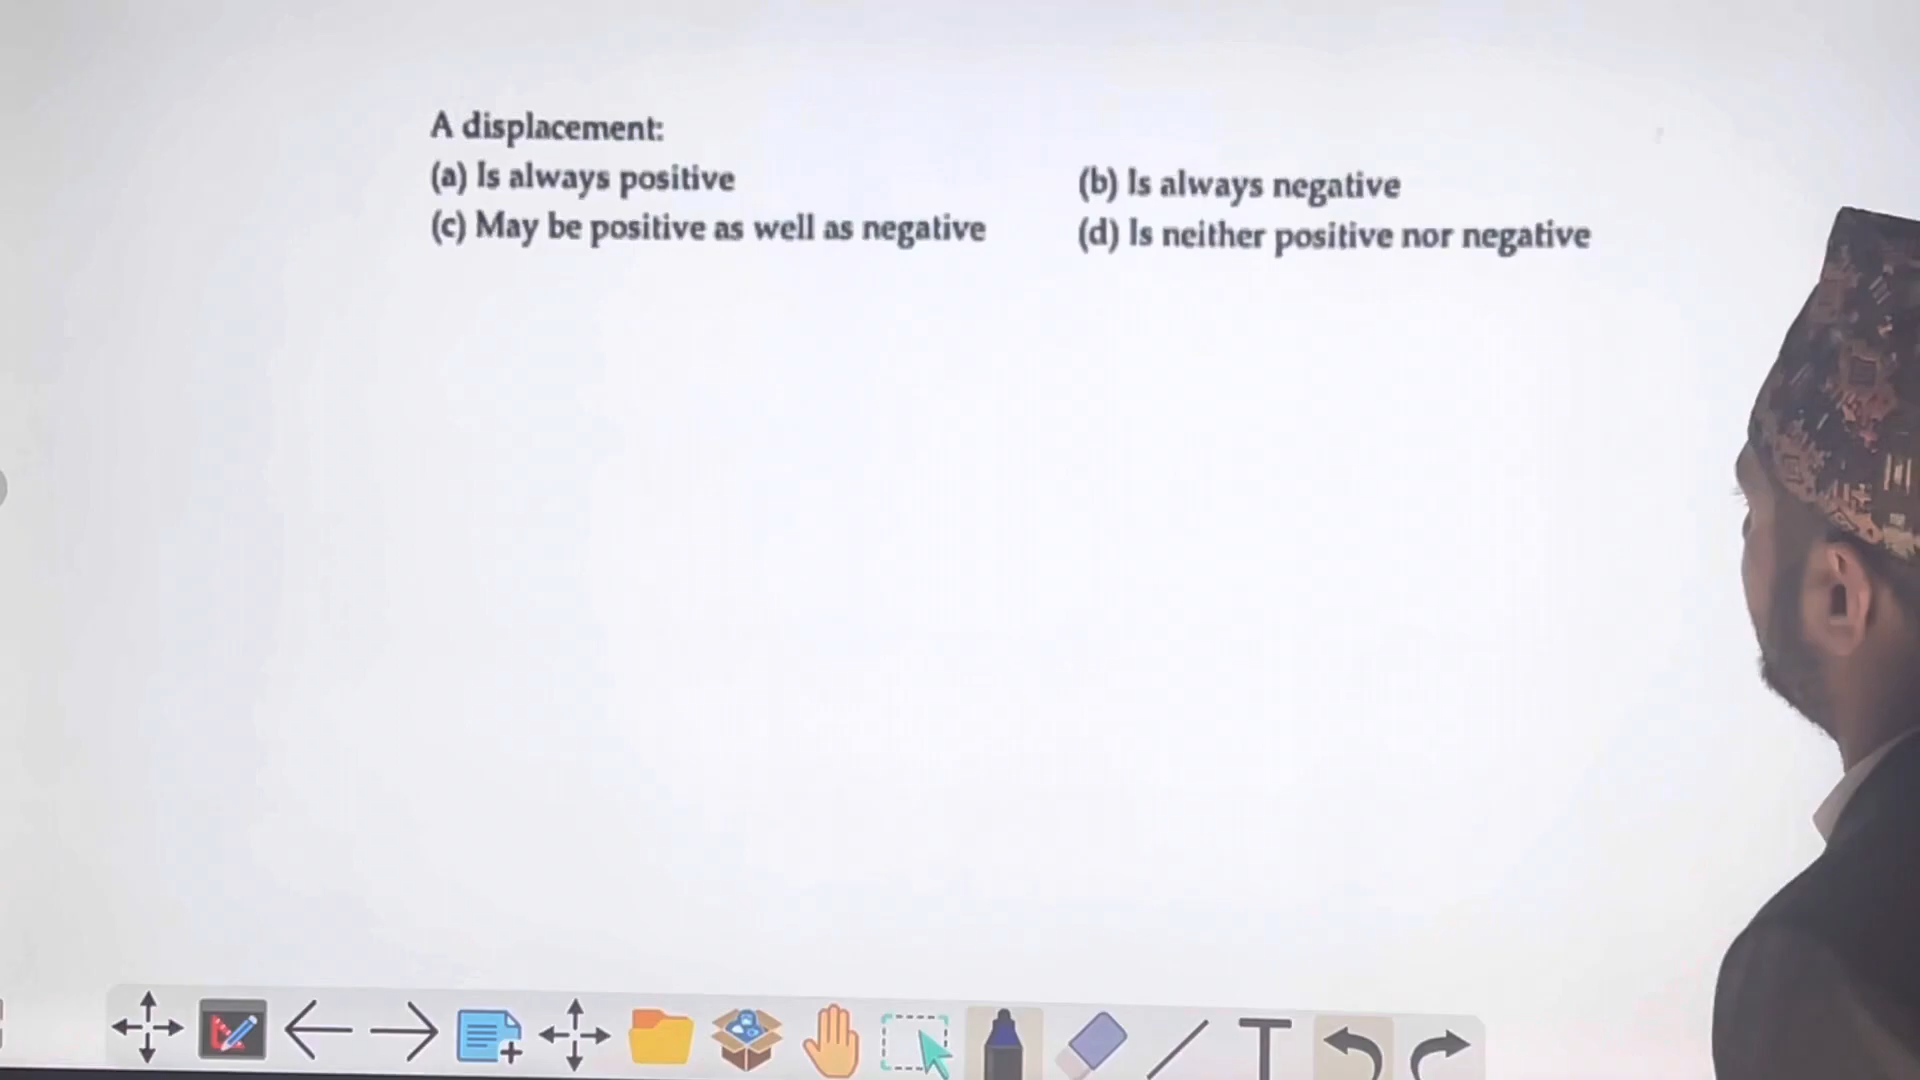 A displacement:
(a) Is always positive
(b) Is always negative
(c) May be positive as well as negative
(d) Is neither positive nor negative